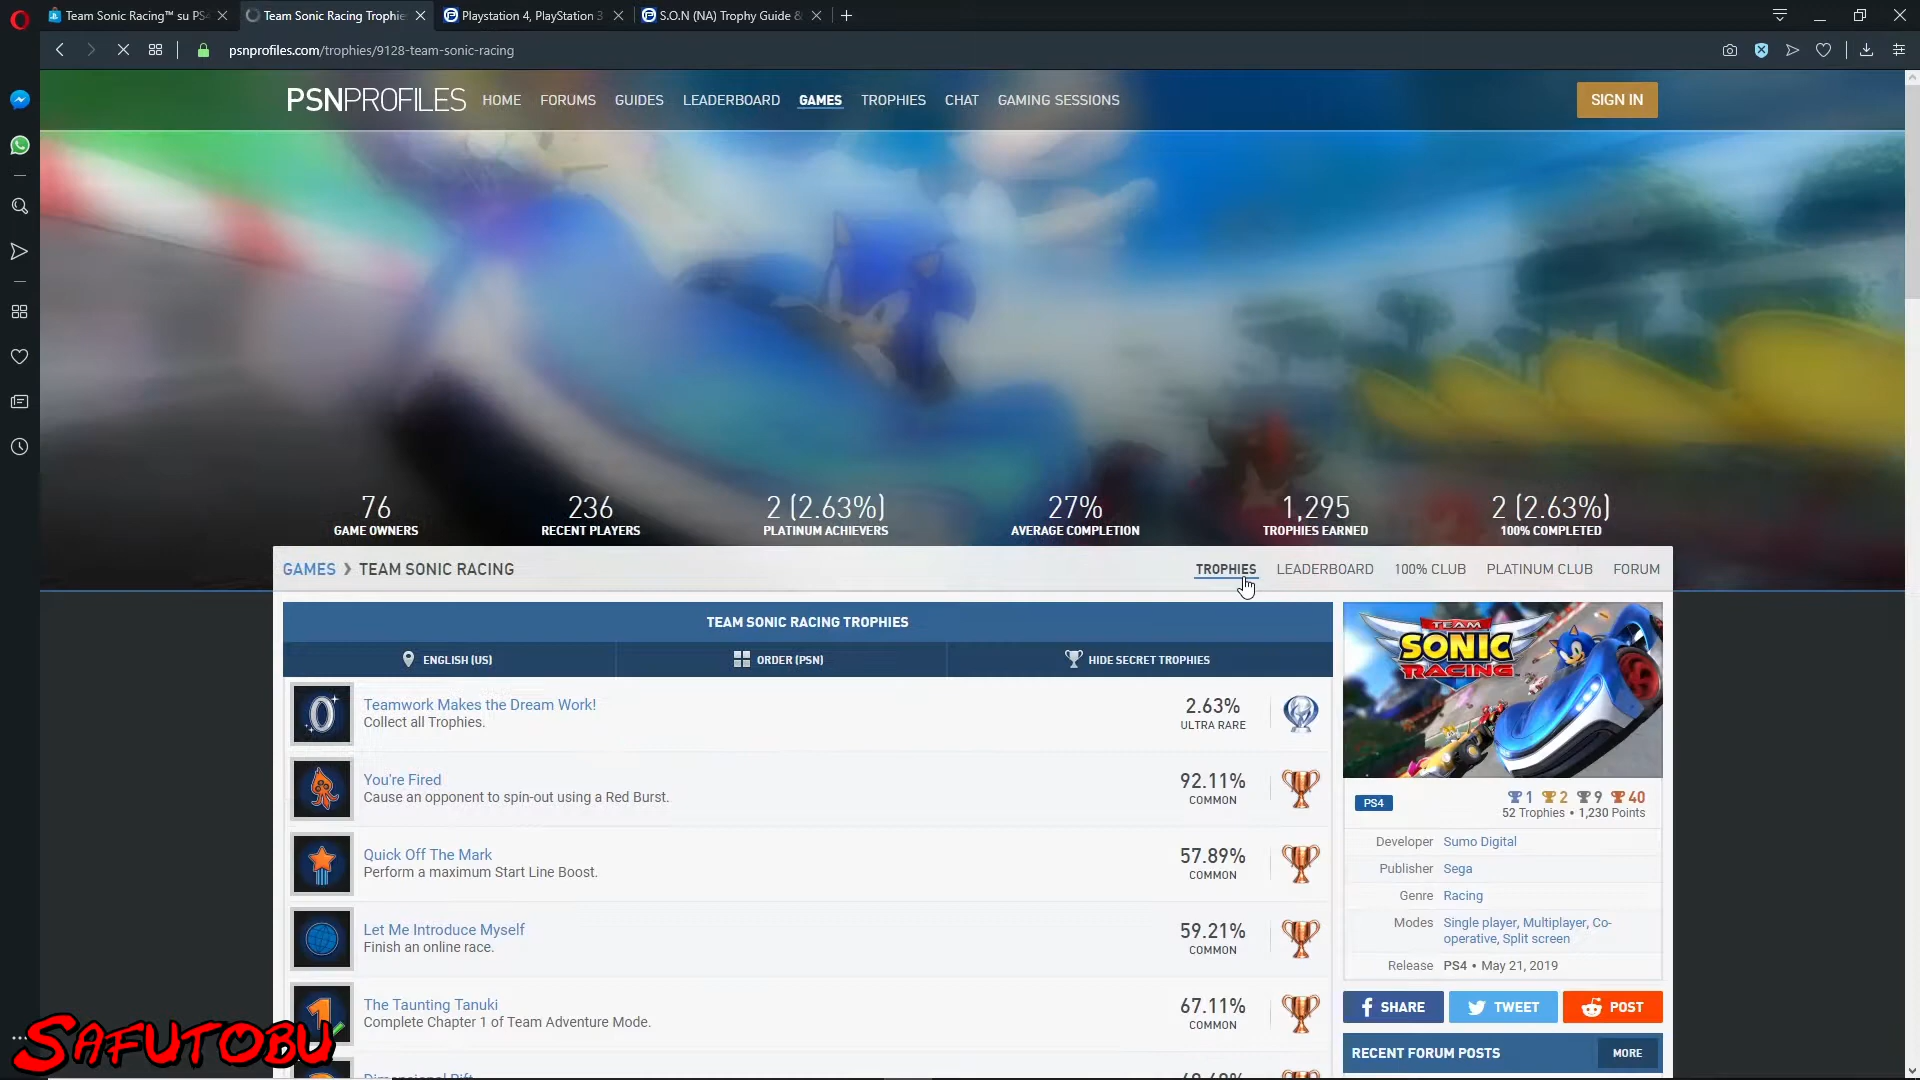 Team Sonic Racing™ su PS4
Team Sonic Racing Trophie
Playstation 4, PlayStation 3
S.O.N (NA) Trophy Guide &
psnprofiles.com/trophies/9128-team-sonic-racing
PSNPROFILES
HOME
FORUMS
GUIDES
LEADERBOARD
GAMES
TROPHIES
CHAT
GAMING SESSIONS
SIGN IN
76
GAME OWNERS
236
RECENT PLAYERS
2 (2.63%)
PLATINUM ACHIEVERS
27%
AVERAGE COMPLETION
1,295
TROPHIES EARNED
2 (2.63%)
100% COMPLETED
GAMES > TEAM SONIC RACING
TROPHIES
LEADERBOARD
100% CLUB
PLATINUM CLUB
FORUM
TEAM SONIC RACING TROPHIES
ENGLISH (US)
ORDER (PSN)
HIDE SECRET TROPHIES
Teamwork Makes the Dream Work!
Collect all Trophies.
2.63%
ULTRA RARE
You're Fired
Cause an opponent to spin-out using a Red Burst.
92.11%
COMMON
Quick Off The Mark
Perform a maximum Start Line Boost.
57.89%
COMMON
Let Me Introduce Myself
Finish an online race.
59.21%
COMMON
The Taunting Tanuki
Complete Chapter 1 of Team Adventure Mode.
67.11%
COMMON
TEAM
SONIC
RACING
PS4
1 2 9 40
52 Trophies • 1,230 Points
Developer Sumo Digital
Publisher Sega
Genre Racing
Modes Single player, Multiplayer, Co-
operative, Split screen
Release PS4 • May 21, 2019
SHARE
TWEET
POST
RECENT FORUM POSTS
MORE
SAFUTOBU